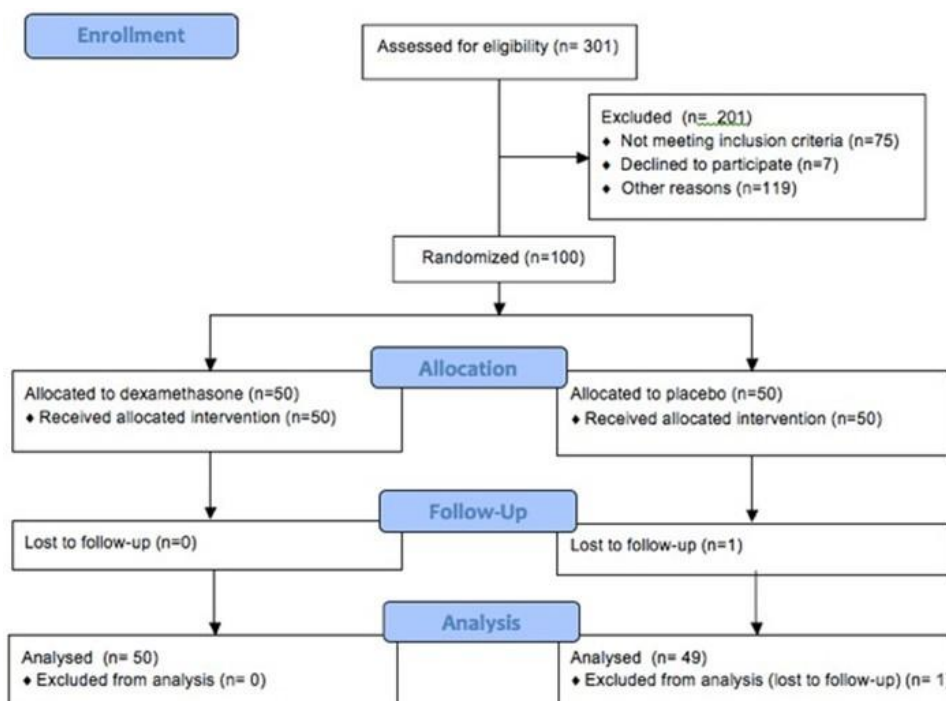 Enrollment
Assessed for eligibility (n= 301)
Excluded (n= 201)
♦ Not meeting inclusion criteria (n=75)
♦ Declined to participate (n=7)
♦ Other reasons (n=119)
Randomized (n=100)
Allocation
Allocated to dexamethasone (n=50)
♦ Received allocated intervention (n=50)
Allocated to placebo (n=50)
♦ Received allocated intervention (n=50)
Follow-Up
Lost to follow-up (n=0)
Lost to follow-up (n=1)
Analysis
Analysed (n= 50)
♦ Excluded from analysis (n= 0)
Analysed (n= 49)
♦ Excluded from analysis (lost to follow-up) (n= 1)